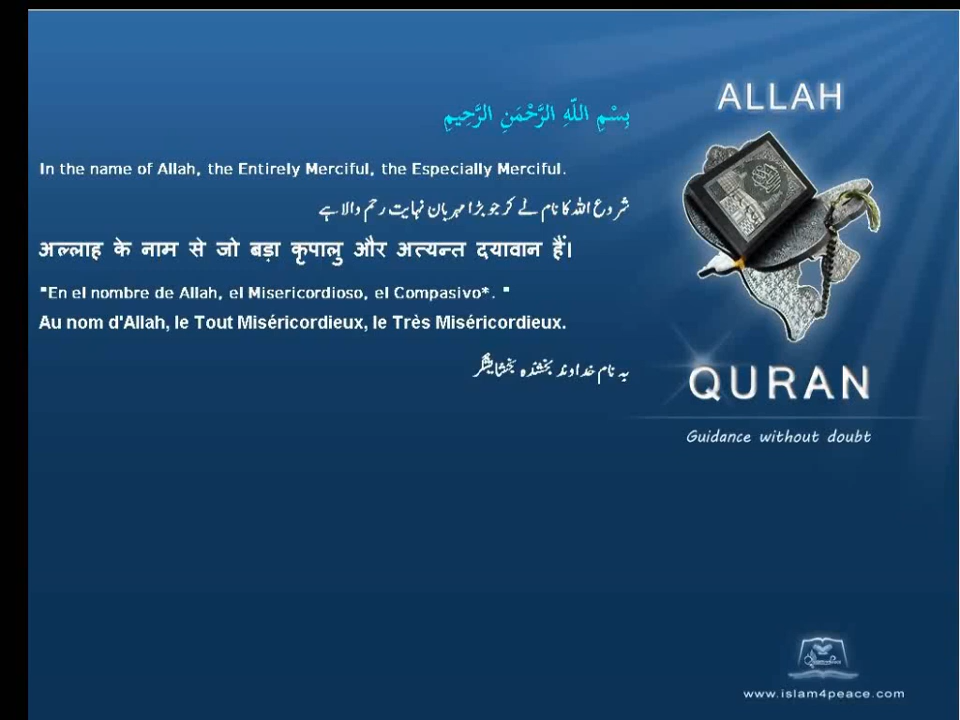 بِسْمِ اللَّهِ الرَّحْمَنِ الرَّحِيمِ
In the name of Allah, the Entirely Merciful, the Especially Merciful.
شروع الله کا نام لے کر جو بڑا مہربان نہایت رحم والا ہے
अल्लाह के नाम से जो बड़ा कृपालु और अत्यन्त दयावान हैं।
"En el nombre de Allah, el Misericordioso, el Compasivo*. "
Au nom d'Allah, le Tout Miséricordieux, le Très Miséricordieux.
به نام خداوند بخشنده بخشایشگر
ALLAH
QURAN
Guidance without doubt
www.islam4peace.com